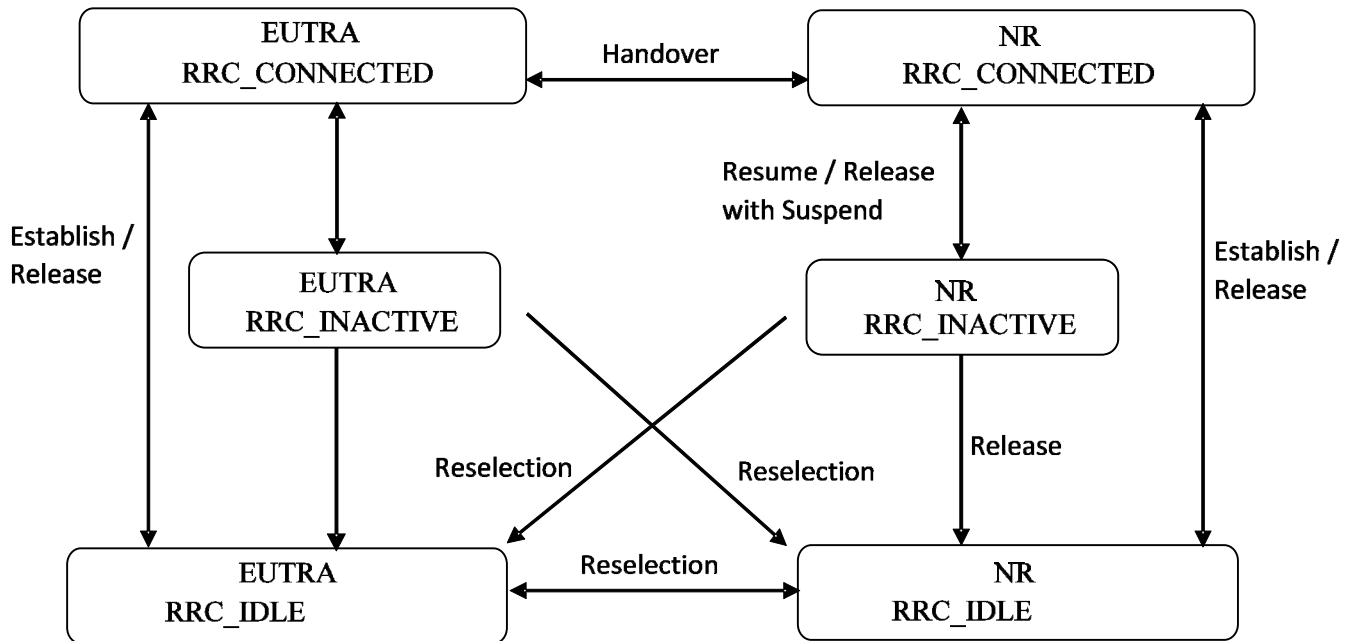 EUTRA
RRC_CONNECTED
Handover
NR
RRC_CONNECTED
Establish /
Release
Resume / Release
with Suspend
Establish /
Release
EUTRA
RRC_INACTIVE
NR
RRC_INACTIVE
Reselection
Reselection
Release
EUTRA
RRC_IDLE
Reselection
NR
RRC_IDLE